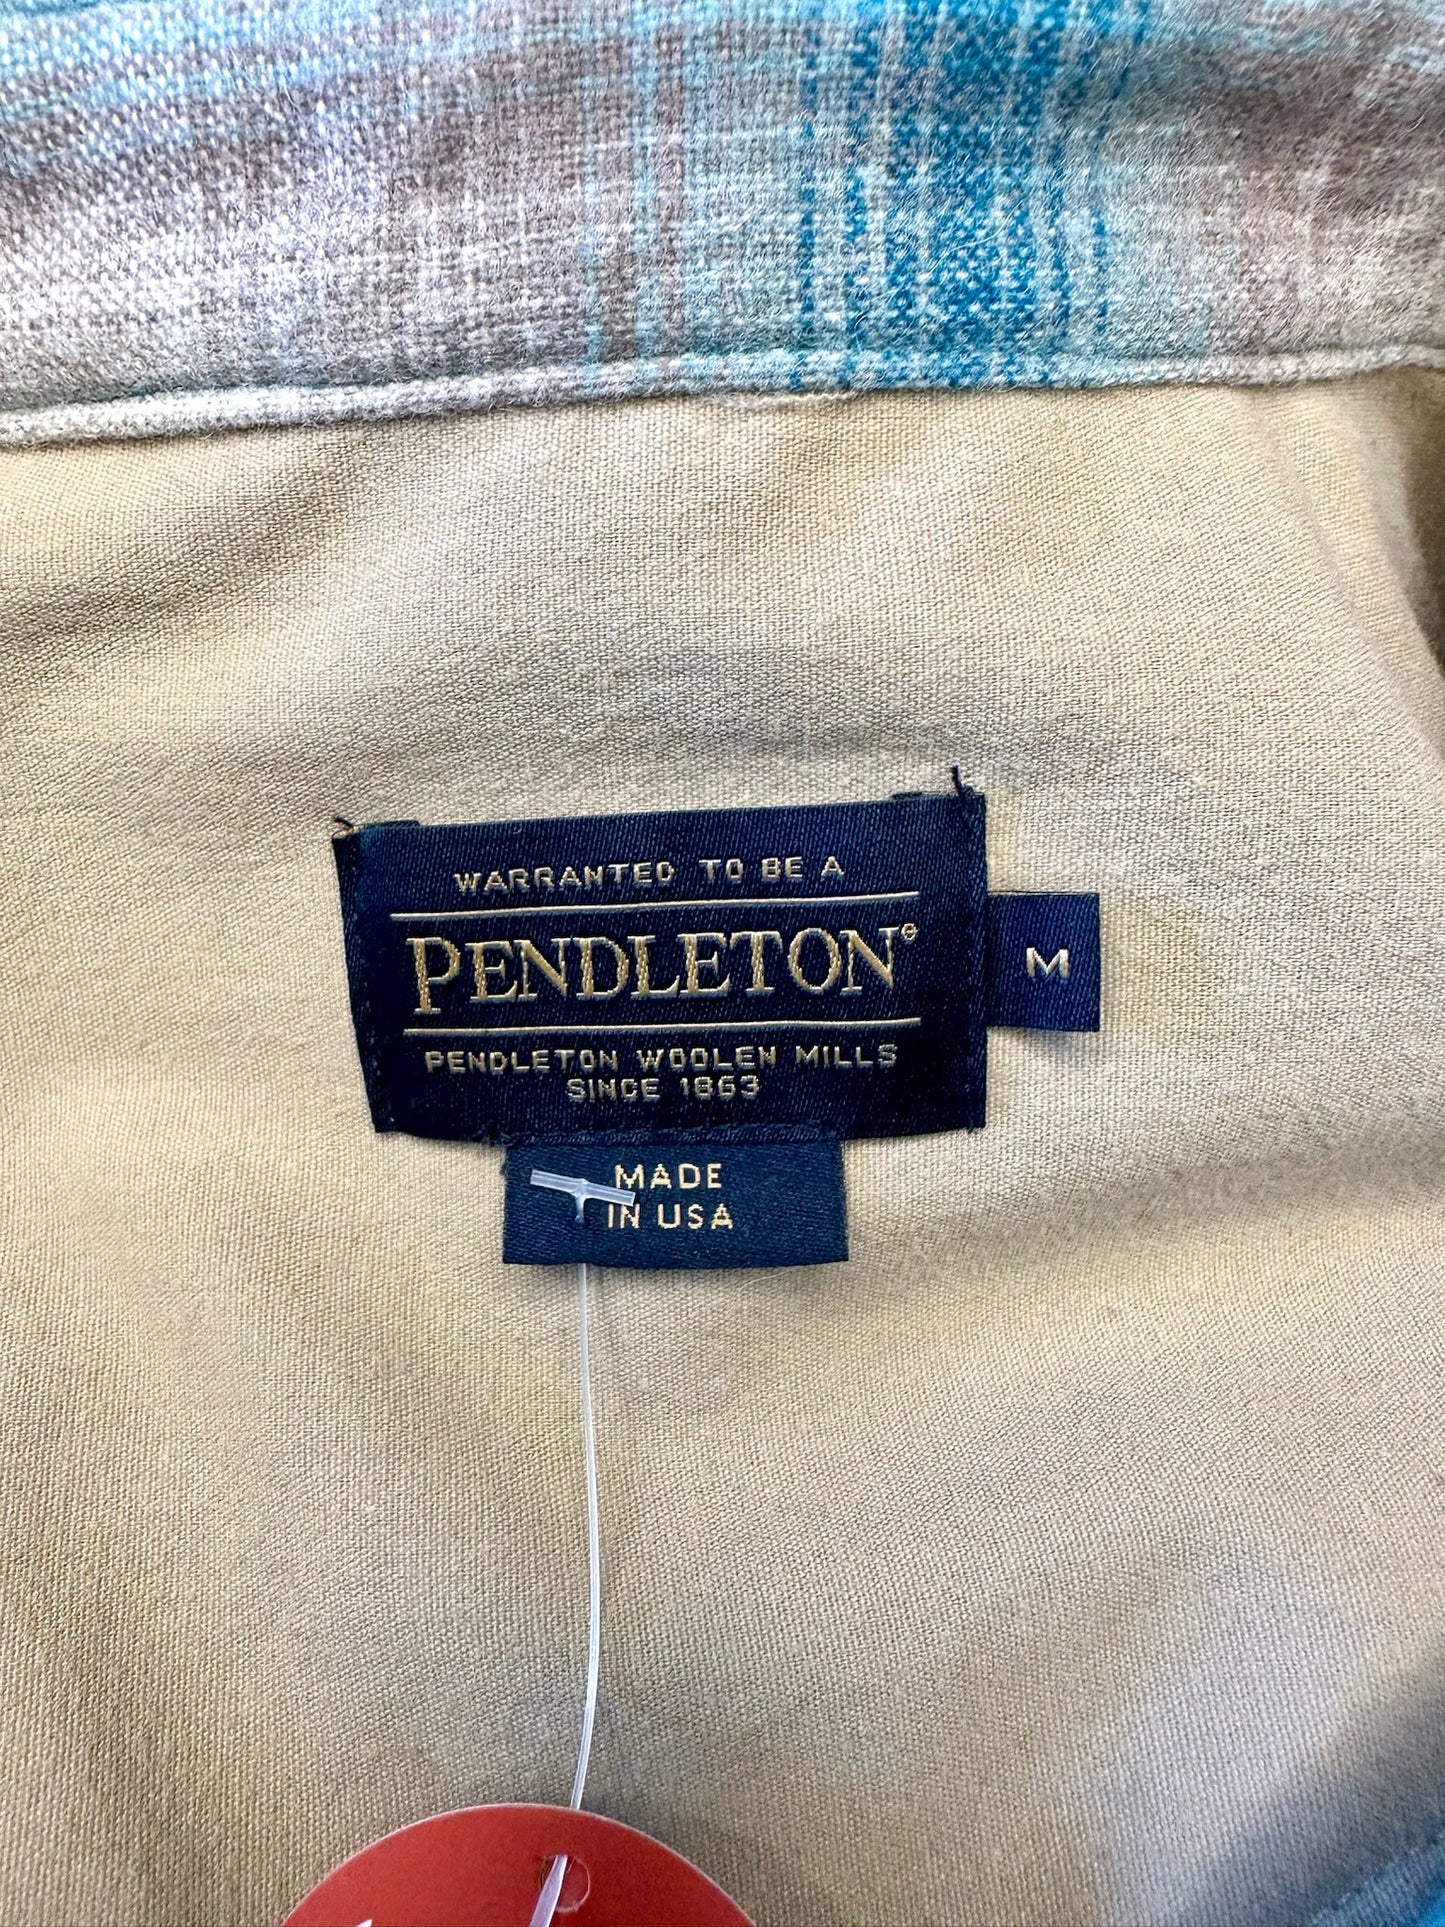 WARRANTED TO BE A
PENDLETON®
M
PENDLETON WOOLEN MILLS
SINCE 1863
MADE
IN USA